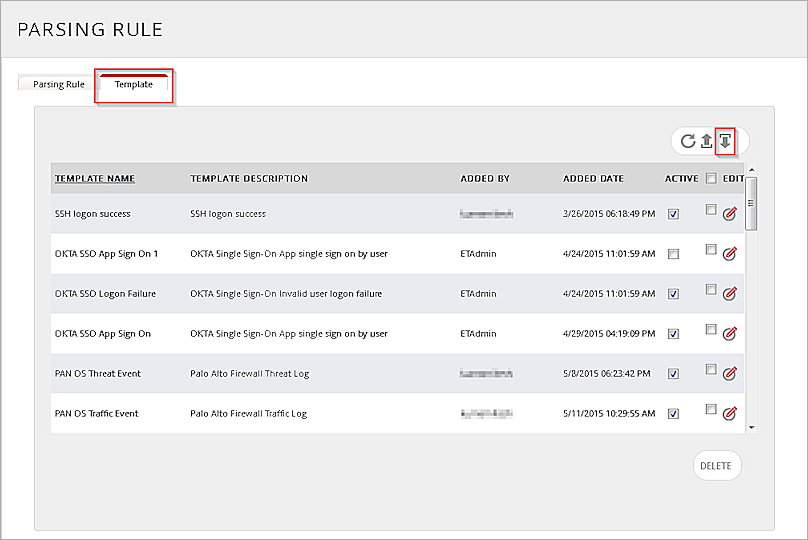 PARSING RULE
Parsing Rule Template
TEMPLATE NAME TEMPLATE DESCRIPTION ADDED BY ADDED DATE ACTIVE EDIT
SSH logon success SSH logon success 3/26/2015 06:18:49 PM
OKTA SSO App Sign On 1 OKTA Single Sign-On App single sign on by user ETAdmin 4/24/2015 11:01:59 AM
OKTA SSO Logon Failure OKTA Single Sign-On Invalid user logon failure ETAdmin 4/24/2015 11:01:59 AM
OKTA SSO App Sign On OKTA Single Sign-On App single sign on by user ETAdmin 4/29/2015 04:19:09 PM
PAN OS Threat Event Palo Alto Firewall Threat Log 5/8/2015 06:23:42 PM
PAN OS Traffic Event Palo Alto Firewall Traffic Log 5/11/2015 10:29:55 AM
DELETE